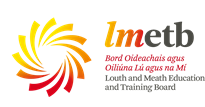 lmetb
Bord Oideachais agus
Oiliúna Lú agus na Mí
Louth and Meath Education
and Training Board